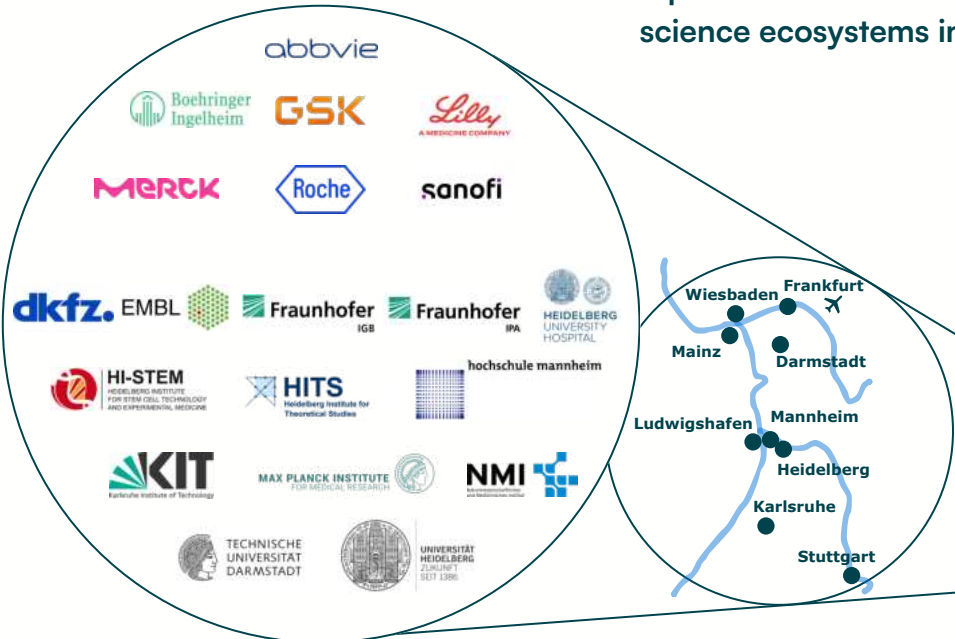 science ecosystems in
abbvie
Boehringer
Ingelheim
GSK
Lilly
A MEDICINE COMPANY
Merck
Roche
sanofi
dkfz.
EMBL
Fraunhofer
IGB
Fraunhofer
IPA
HEIDELBERG
UNIVERSITY
HOSPITAL
HI-STEM
HEIDELBERG INSTITUTE
FOR STEM CELL TECHNOLOGY
AND EXPERIMENTAL MEDICINE
HITS
Heidelberg Institute for
Theoretical Studies
hochschule mannheim
KIT
Karlsruhe Institute of Technology
MAX PLANCK INSTITUTE
FOR MEDICAL RESEARCH
NMI
TECHNISCHE
UNIVERSITÄT
DARMSTADT
UNIVERSITÄT
HEIDELBERG
ZUKUNFT
SEIT 1386
Wiesbaden
Frankfurt
Mainz
Darmstadt
Ludwigshafen
Mannheim
Heidelberg
Karlsruhe
Stuttgart